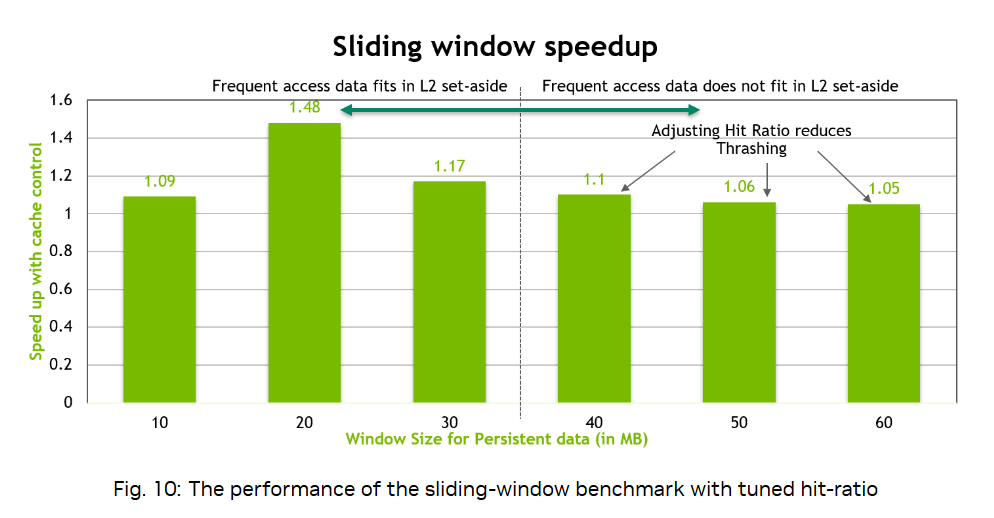 Sliding window speedup
Frequent access data fits in L2 set-aside
Frequent access data does not fit in L2 set-aside
Speed up with cache control
1.6
1.4
1.2
1
0.8
0.6
0.4
0.2
0
1.09
1.48
1.17
1.1
1.06
1.05
Adjusting Hit Ratio reduces
Thrashing
10
20
30
40
50
60
Window Size for Persistent data (in MB)
Fig. 10: The performance of the sliding-window benchmark with tuned hit-ratio